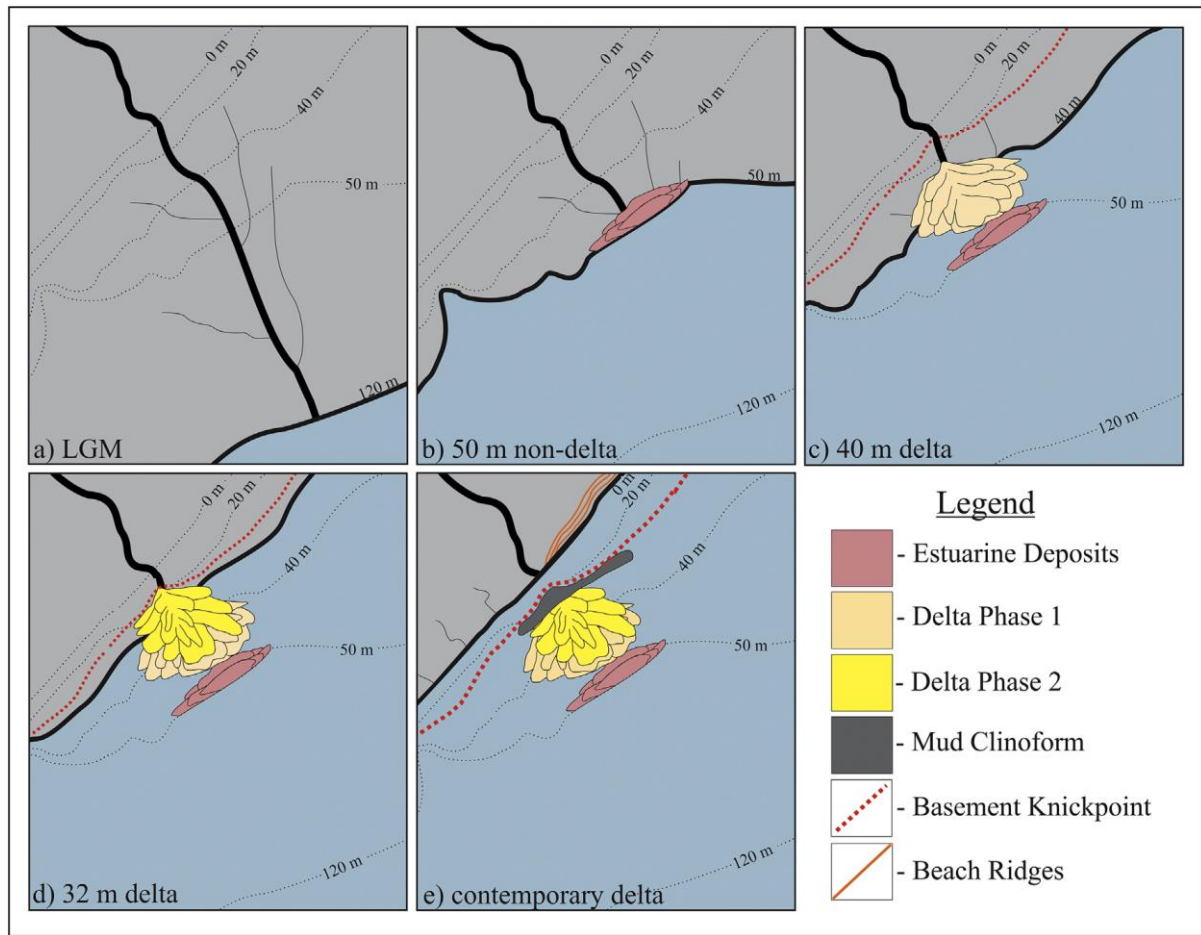 0 m
20 m
40 m
50 m
120 m
a) LGM
0 m
20 m
40 m
50 m
120 m
b) 50 m non-delta
0 m
20 m
40 m
50 m
120 m
c) 40 m delta
0 m
20 m
40 m
50 m
120 m
d) 32 m delta
0 m
20 m
40 m
50 m
120 m
e) contemporary delta
Legend
- Estuarine Deposits
- Delta Phase 1
- Delta Phase 2
- Mud Clinoform
- Basement Knickpoint
- Beach Ridges